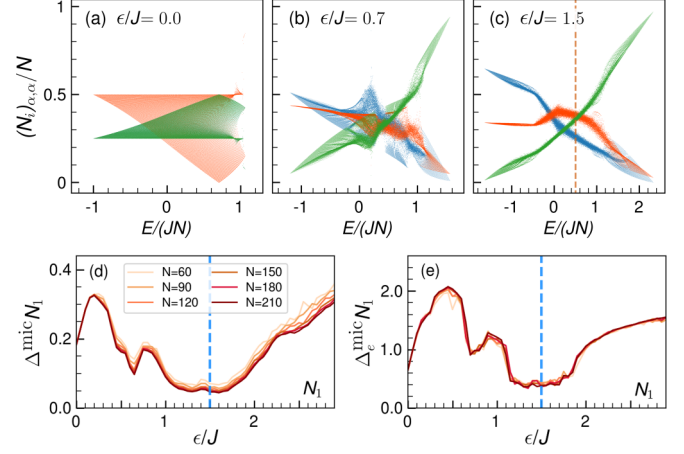 (a) ϵ/J= 0.0
(b) ϵ/J= 0.7
(c) ϵ/J= 1.5
(N_i)_{α,α}/N
1
0.5
0
-1 0 1
0 1
0 1 2
E/(JN)
E/(JN)
E/(JN)
(d)
N=60 N=150
N=90 N=180
N=120 N=210
Δ^{mic} N_1
0.4
0.2
0.0
0 1 2
N_1
ϵ/J
(e)
Δ_e^{mic} N_1
2.0
1.0
0.0
0 1 2
N_1
ϵ/J